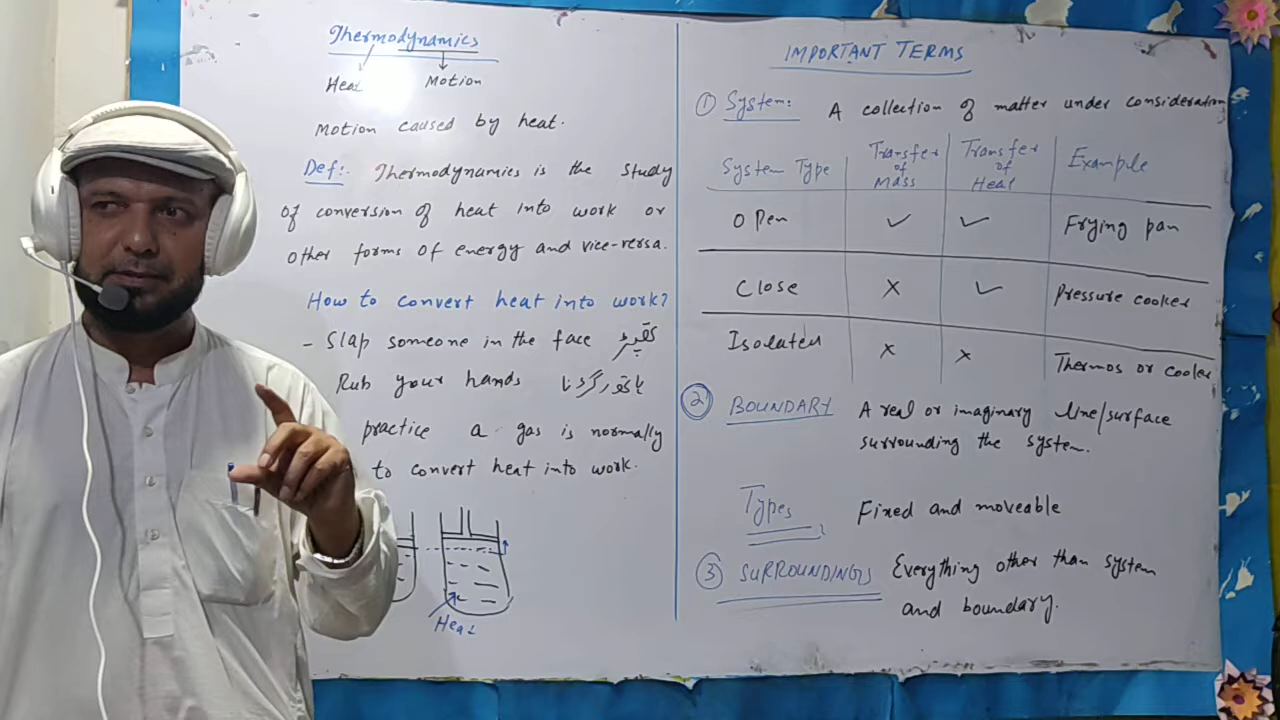 Thermodynamics
Heat
Motion
Motion caused by heat.
Def:- Thermodynamics is the study
of conversion of heat into work or
other forms of energy and vice-versa.
How to convert heat into work?
- Slap someone in the face تھپڑ
Rub your hands ہاتھ رگڑنا
practice a gas is normally
to convert heat into work.
Heat
IMPORTANT TERMS
① System: A collection of matter under consideration
System Type Transfer of Mass Transfer of Heat Example
Open ✓ ✓ Frying pan
Close × ✓ Pressure cooker
Isolated × × Thermos or cooler
② BOUNDARY A real or imaginary line/surface
surrounding the system.
Types Fixed and moveable
③ SURROUNDINGS Everything other than system
and boundary.